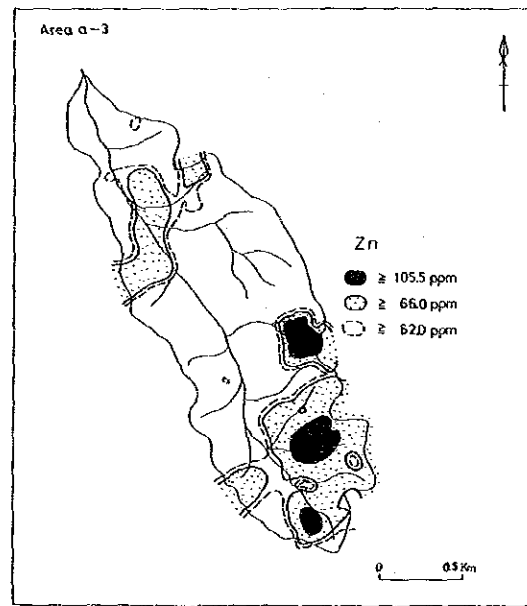 Area a-3
Zn
≧ 105.5 ppm
≧ 66.0 ppm
≧ 62.0 ppm
0 0.5 Km